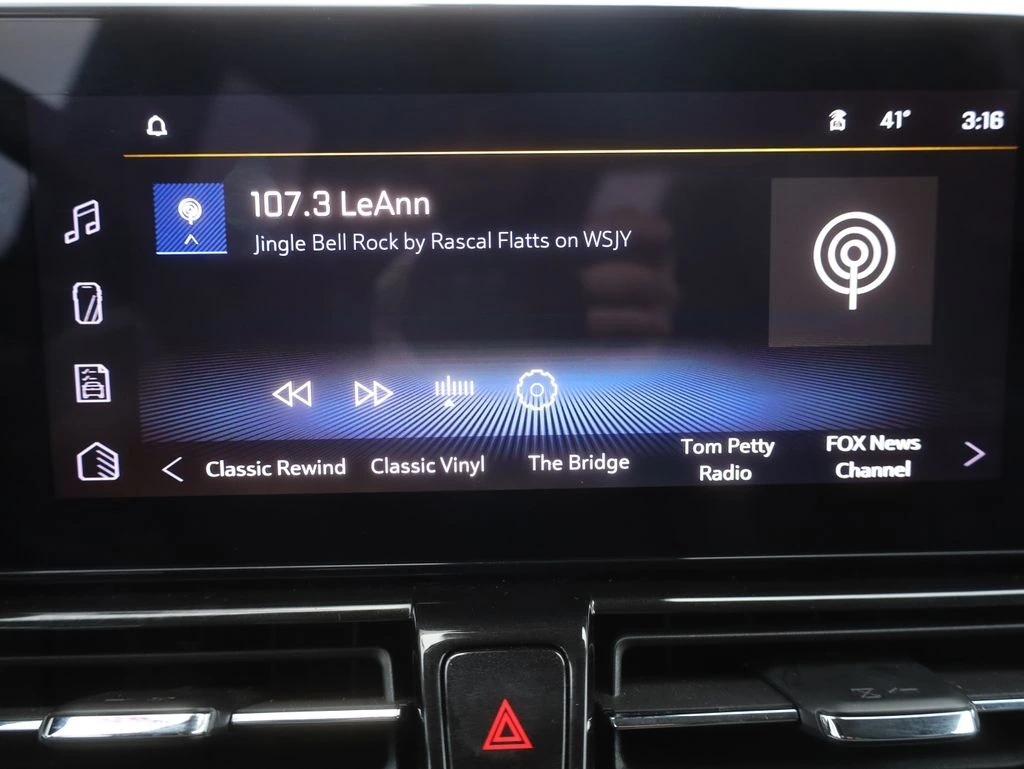 41° 3:16
107.3 LeAnn
Jingle Bell Rock by Rascal Flatts on WSJY
Classic Rewind
Classic Vinyl
The Bridge
Tom Petty
Radio
FOX News
Channel